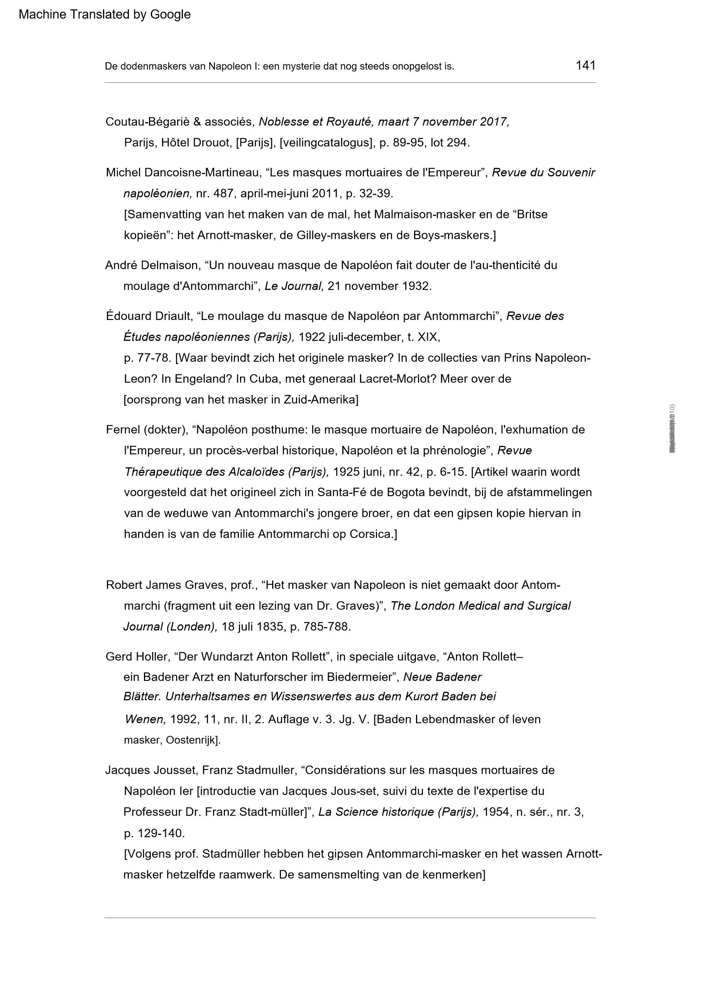 Machine Translated by Google
De dodenmaskers van Napoleon I: een mysterie dat nog steeds onopgelost is. 141
Coutau-Bégariè & associés, Noblesse et Royauté, maart 7 november 2017,
Parijs, Hôtel Drouot, [Parijs], [veilingcatalogus], p. 89-95, lot 294.
Michel Dancoisne-Martineau, “Les masques mortuaires de l'Empereur”, Revue du Souvenir
napoléonien, nr. 487, april-mei-juni 2011, p. 32-39.
[Samenvatting van het maken van de mal, het Malmaison-masker en de “Britse
kopieën”: het Arnott-masker, de Gilley-maskers en de Boys-maskers.]
André Delmaison, “Un nouveau masque de Napoléon fait douter de l'au-thenticité du
moulage d'Antommarchi”, Le Journal, 21 november 1932.
Édouard Driault, “Le moulage du masque de Napoléon par Antommarchi”, Revue des
Études napoléoniennes (Parijs), 1922 juli-december, t. XIX,
p. 77-78. [Waar bevindt zich het originele masker? In de collecties van Prins Napoleon-
Leon? In Engeland? In Cuba, met generaal Lacret-Morlot? Meer over de
[oorsprong van het masker in Zuid-Amerika]
Fernel (dokter), “Napoléon posthume: le masque mortuaire de Napoléon, l'exhumation de
l'Empereur, un procès-verbal historique, Napoléon et la phrénologie”, Revue
Thérapeutique des Alcaloïdes (Parijs), 1925 juni, nr. 42, p. 6-15. [Artikel waarin wordt
voorgesteld dat het origineel zich in Santa-Fé de Bogota bevindt, bij de afstammelingen
van de weduwe van Antommarchi's jongere broer, en dat een gipsen kopie hiervan in
handen is van de familie Antommarchi op Corsica.]
Robert James Graves, prof., “Het masker van Napoleon is niet gemaakt door Antom-
marchi (fragment uit een lezing van Dr. Graves)”, The London Medical and Surgical
Journal (Londen), 18 juli 1835, p. 785-788.
Gerd Holler, “Der Wundarzt Anton Rollett”, in speciale uitgave, “Anton Rollett–
ein Badener Arzt en Naturforscher im Biedermeier”, Neue Badener
Blätter. Unterhaltsames en Wissenswertes aus dem Kurort Baden bei
Wenen, 1992, 11, nr. II, 2. Auflage v. 3. Jg. V. [Baden Lebendmasker of leven
masker, Oostenrijk].
Jacques Jousset, Franz Stadmuller, “Considérations sur les masques mortuaires de
Napoléon Ier [introductie van Jacques Jous-set, suivi du texte de l'expertise du
Professeur Dr. Franz Stadt-müller]”, La Science historique (Parijs), 1954, n. sér., nr. 3,
p. 129-140.
[Volgens prof. Stadmüller hebben het gipsen Antommarchi-masker en het wassen Arnott-
masker hetzelfde raamwerk. De samensmelting van de kenmerken]